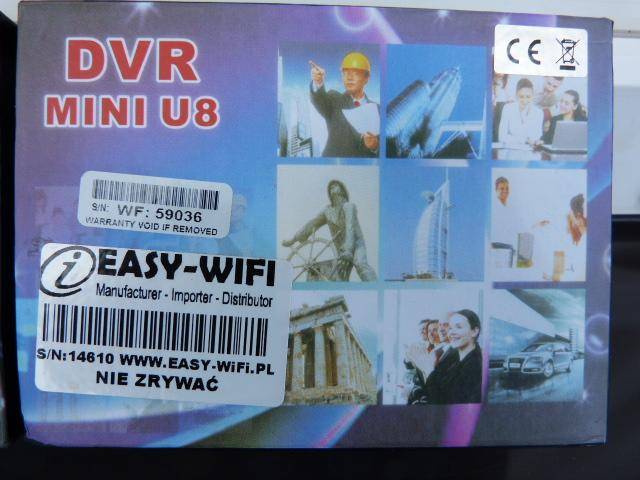 DVR
MINI U8
CE
S/N: WF: 59036
WARRANTY VOID IF REMOVED
i EASY-WiFi
Manufacturer - Importer - Distributor
S/N:14610 WWW.EASY-WiFi.PL
NIE ZRYWAĆ